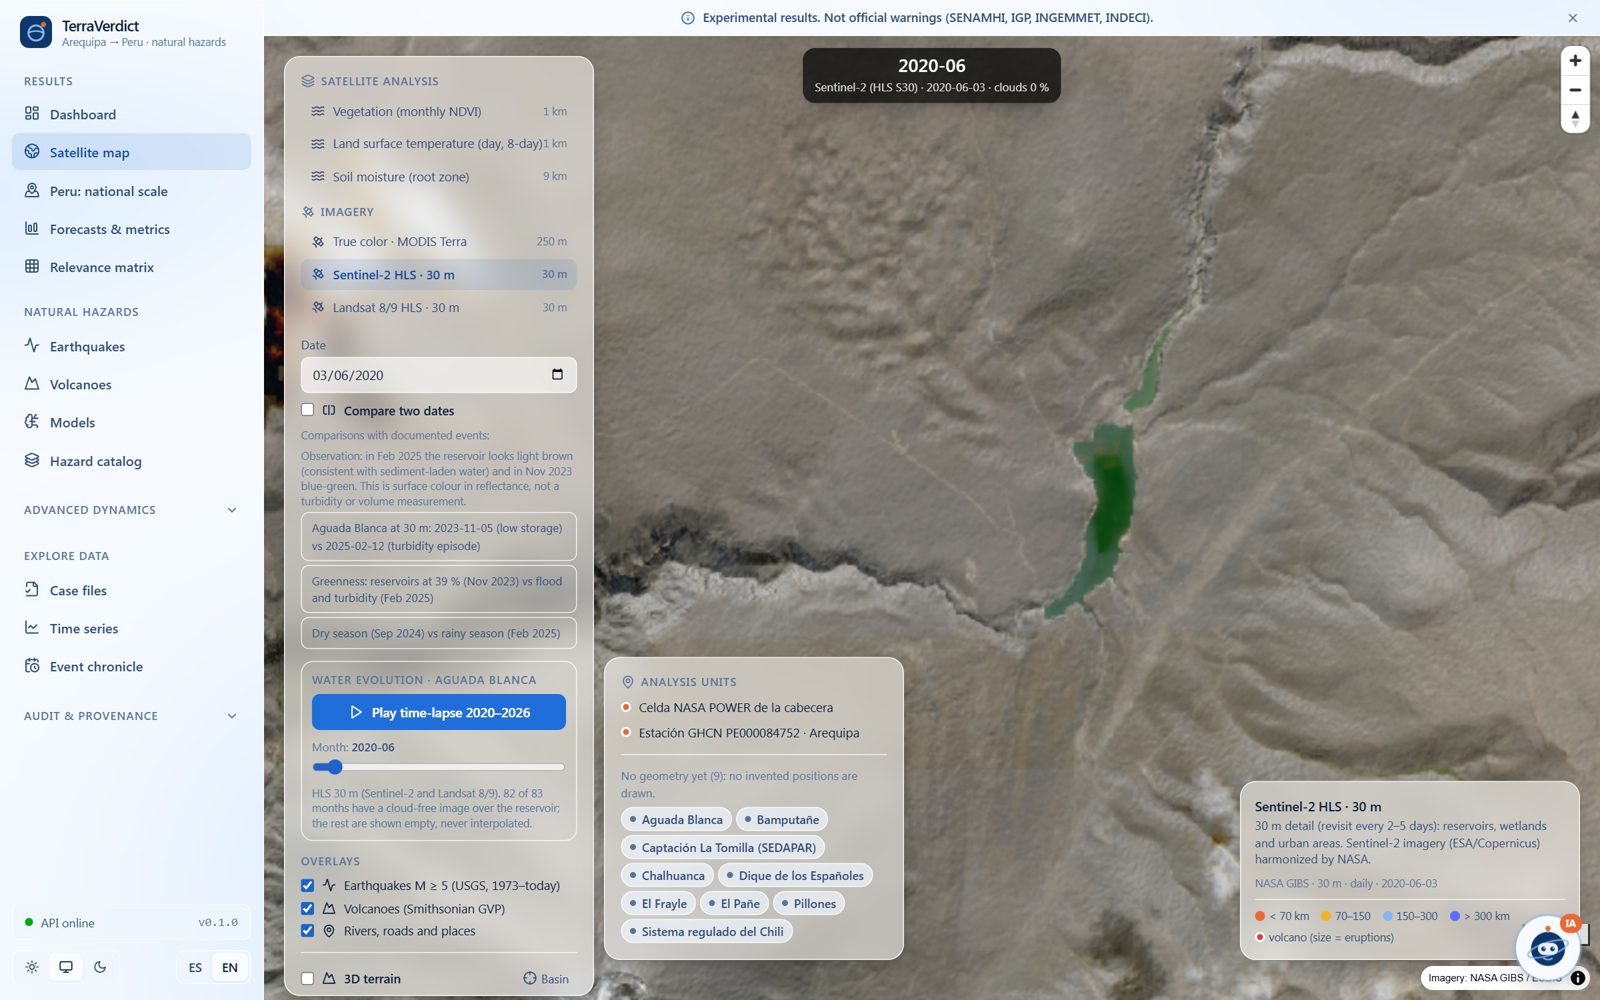 TerraVerdict
Arequipa → Peru · natural hazards
RESULTS
Dashboard
Satellite map
Peru: national scale
Forecasts & metrics
Relevance matrix
NATURAL HAZARDS
Earthquakes
Volcanoes
Models
Hazard catalog
ADVANCED DYNAMICS
EXPLORE DATA
Case files
Time series
Event chronicle
AUDIT & PROVENANCE
API online v0.1.0
ES EN
Experimental results. Not official warnings (SENAMHI, IGP, INGEMMET, INDECI).
2020-06
Sentinel-2 (HLS S30) · 2020-06-03 · clouds 0 %
SATELLITE ANALYSIS
Vegetation (monthly NDVI) 1 km
Land surface temperature (day, 8-day) 1 km
Soil moisture (root zone) 9 km
IMAGERY
True color · MODIS Terra 250 m
Sentinel-2 HLS · 30 m 30 m
Landsat 8/9 HLS · 30 m 30 m
Date
03/06/2020
Compare two dates
Comparisons with documented events:
Observation: in Feb 2025 the reservoir looks light brown
(consistent with sediment-laden water) and in Nov 2023
blue-green. This is surface colour in reflectance, not a
turbidity or volume measurement.
Aguada Blanca at 30 m: 2023-11-05 (low storage)
vs 2025-02-12 (turbidity episode)
Greenness: reservoirs at 39 % (Nov 2023) vs flood
and turbidity (Feb 2025)
Dry season (Sep 2024) vs rainy season (Feb 2025)
WATER EVOLUTION · AGUADA BLANCA
Play time-lapse 2020–2026
Month: 2020-06
HLS 30 m (Sentinel-2 and Landsat 8/9). 82 of 83
months have a cloud-free image over the reservoir;
the rest are shown empty, never interpolated.
OVERLAYS
Earthquakes M ≥ 5 (USGS, 1973–today)
Volcanoes (Smithsonian GVP)
Rivers, roads and places
3D terrain Basin
ANALYSIS UNITS
Celda NASA POWER de la cabecera
Estación GHCN PE000084752 · Arequipa
No geometry yet (9): no invented positions are
drawn.
Aguada Blanca Bamputañe
Captación La Tomilla (SEDAPAR)
Chalhuanca Dique de los Españoles
El Frayle El Pañe Pillones
Sistema regulado del Chili
Sentinel-2 HLS · 30 m
30 m detail (revisit every 2–5 days): reservoirs, wetlands
and urban areas. Sentinel-2 imagery (ESA/Copernicus)
harmonized by NASA.
NASA GIBS · 30 m · daily · 2020-06-03
< 70 km 70–150 150–300 > 300 km
volcano (size = eruptions)
IA
Imagery: NASA GIBS /